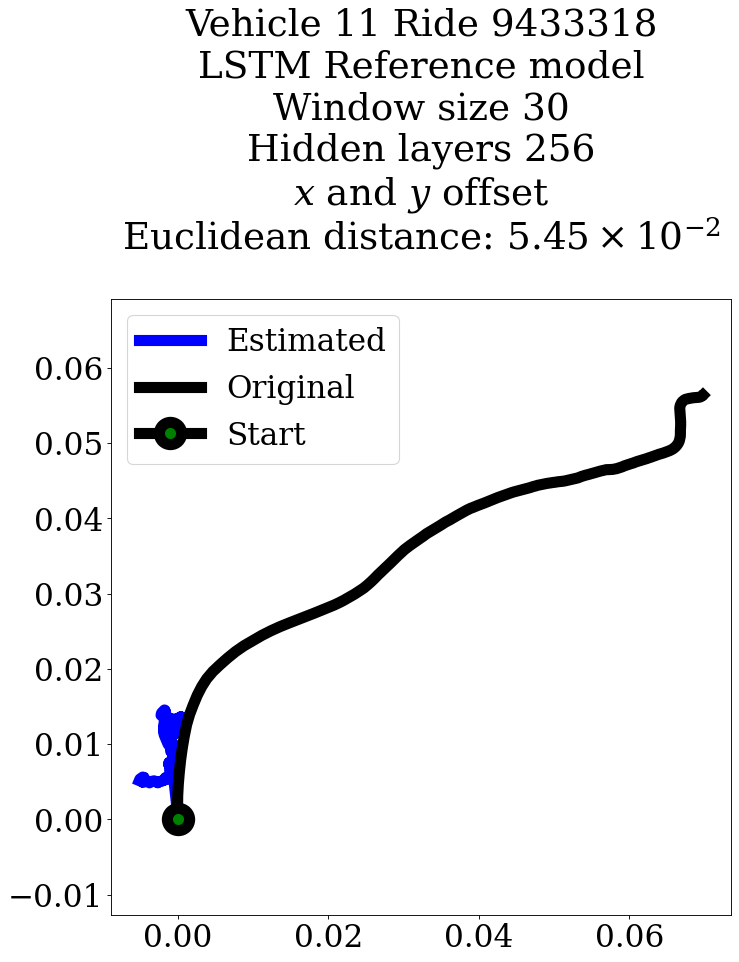 Vehicle 11 Ride 9433318
LSTM Reference model
Window size 30
Hidden layers 256
x and y offset
Euclidean distance: 5.45 × 10⁻²
Estimated
Original
Start
0.06
0.05
0.04
0.03
0.02
0.01
0.00
−0.01
0.00 0.02 0.04 0.06